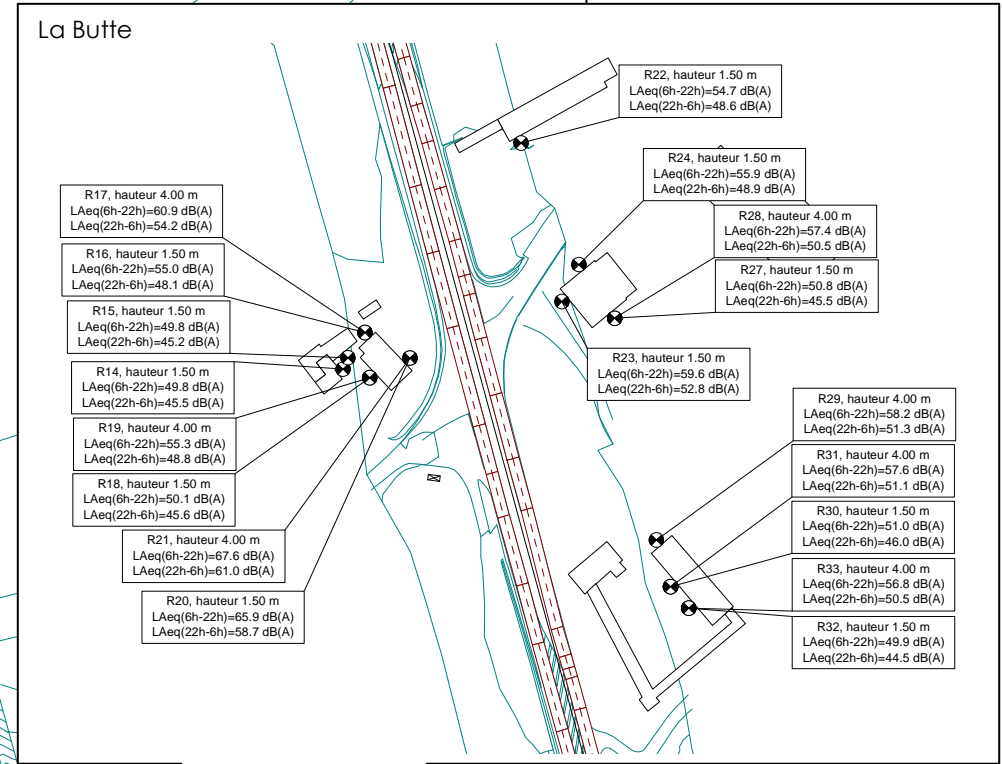 La Butte
R22, hauteur 1.50 m
LAeq(6h-22h)=54.7 dB(A)
LAeq(22h-6h)=48.6 dB(A)
R24, hauteur 1.50 m
LAeq(6h-22h)=55.9 dB(A)
LAeq(22h-6h)=48.9 dB(A)
R28, hauteur 4.00 m
LAeq(6h-22h)=57.4 dB(A)
LAeq(22h-6h)=50.5 dB(A)
R27, hauteur 1.50 m
LAeq(6h-22h)=50.8 dB(A)
LAeq(22h-6h)=45.5 dB(A)
R23, hauteur 1.50 m
LAeq(6h-22h)=59.6 dB(A)
LAeq(22h-6h)=52.8 dB(A)
R17, hauteur 4.00 m
LAeq(6h-22h)=60.9 dB(A)
LAeq(22h-6h)=54.2 dB(A)
R16, hauteur 1.50 m
LAeq(6h-22h)=55.0 dB(A)
LAeq(22h-6h)=48.1 dB(A)
R15, hauteur 1.50 m
LAeq(6h-22h)=49.8 dB(A)
LAeq(22h-6h)=45.2 dB(A)
R14, hauteur 1.50 m
LAeq(6h-22h)=49.8 dB(A)
LAeq(22h-6h)=45.5 dB(A)
R19, hauteur 4.00 m
LAeq(6h-22h)=55.3 dB(A)
LAeq(22h-6h)=48.8 dB(A)
R18, hauteur 1.50 m
LAeq(6h-22h)=50.1 dB(A)
LAeq(22h-6h)=45.6 dB(A)
R21, hauteur 4.00 m
LAeq(6h-22h)=67.6 dB(A)
LAeq(22h-6h)=61.0 dB(A)
R20, hauteur 1.50 m
LAeq(6h-22h)=65.9 dB(A)
LAeq(22h-6h)=58.7 dB(A)
R29, hauteur 4.00 m
LAeq(6h-22h)=58.2 dB(A)
LAeq(22h-6h)=51.3 dB(A)
R31, hauteur 4.00 m
LAeq(6h-22h)=57.6 dB(A)
LAeq(22h-6h)=51.1 dB(A)
R30, hauteur 1.50 m
LAeq(6h-22h)=51.0 dB(A)
LAeq(22h-6h)=46.0 dB(A)
R33, hauteur 4.00 m
LAeq(6h-22h)=56.8 dB(A)
LAeq(22h-6h)=50.5 dB(A)
R32, hauteur 1.50 m
LAeq(6h-22h)=49.9 dB(A)
LAeq(22h-6h)=44.5 dB(A)